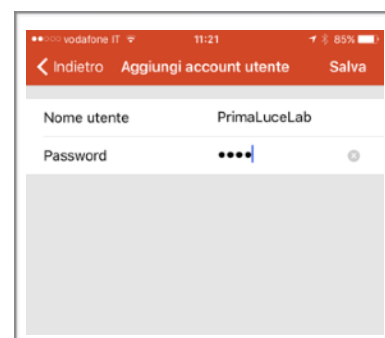 vodafone IT 11:21 85%
Indietro Aggiungi account utente Salva
Nome utente PrimaLuceLab
Password ••••